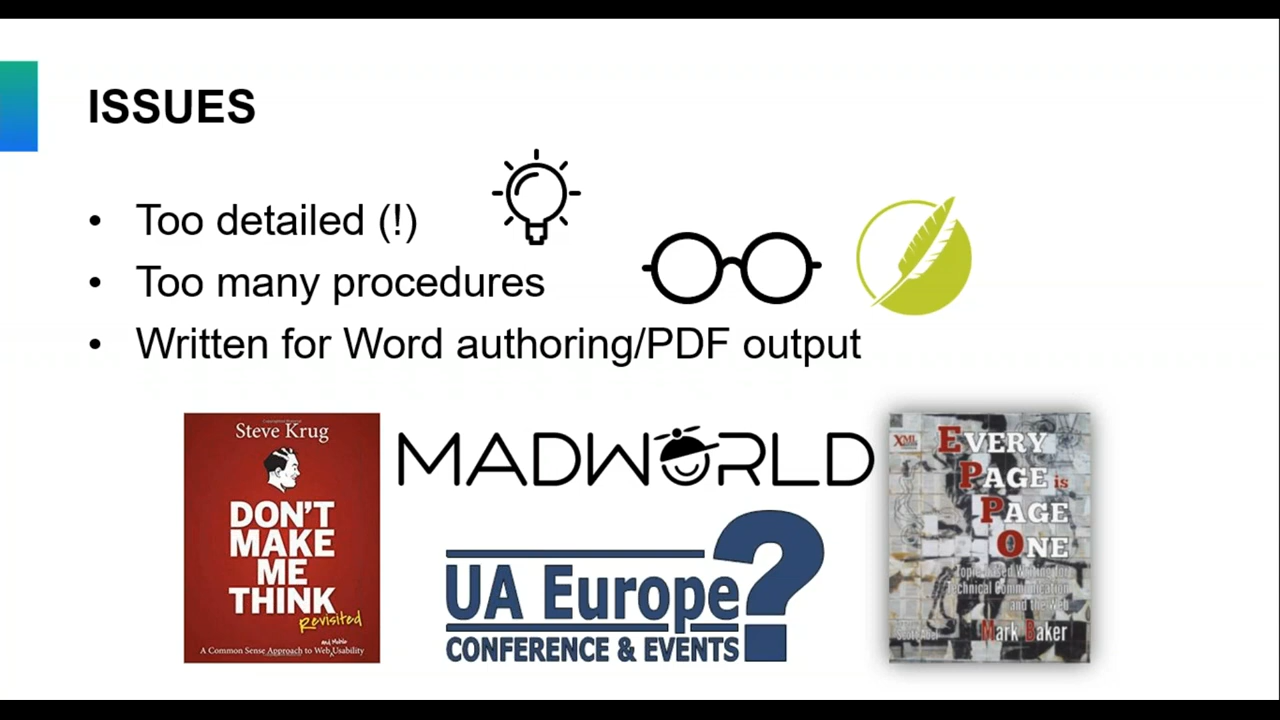 ISSUES
• Too detailed (!)
• Too many procedures
• Written for Word authoring/PDF output
Steve Krug
DON'T
MAKE
ME
THINK
Revisited
and Mobile
A Common Sense Approach to Web Usability
MADWORLD
UA Europe
CONFERENCE & EVENTS
?
XML
EVERY
PAGE is
PAGE
ONE
Topic-Based Writing for
Technical Communication
and the Web
Scott Abel
Mark Baker